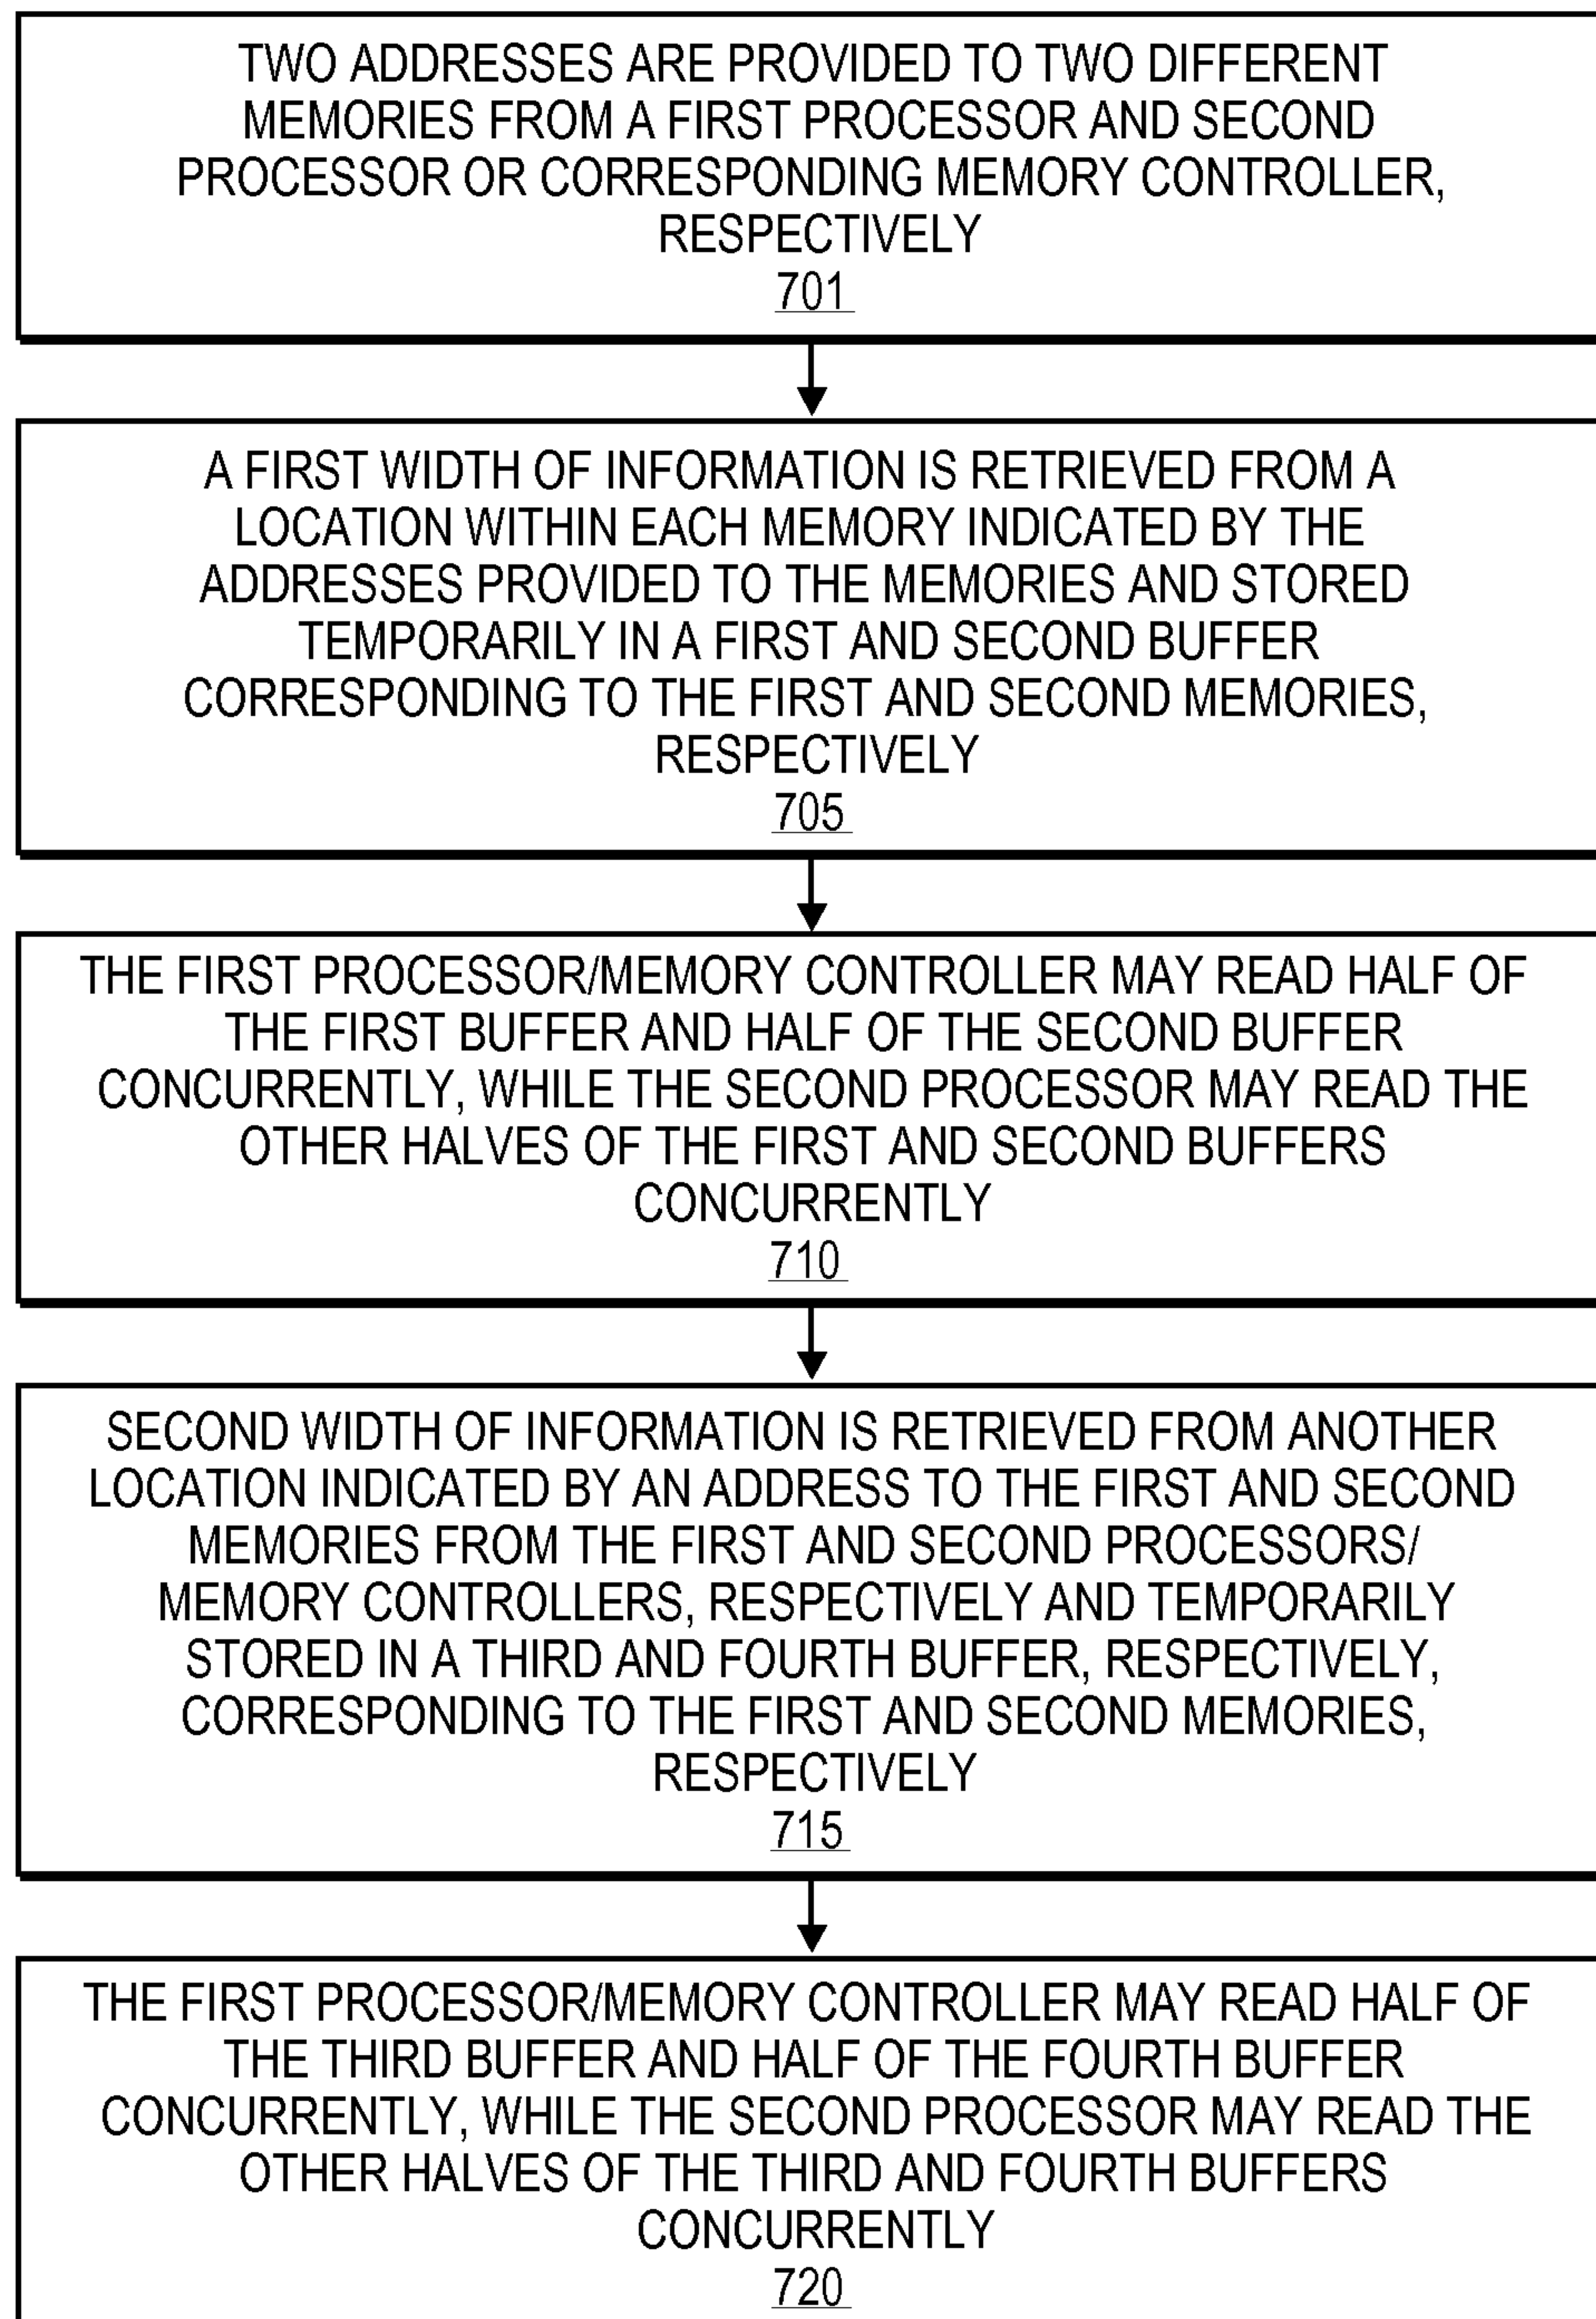 TWO ADDRESSES ARE PROVIDED TO TWO DIFFERENT
MEMORIES FROM A FIRST PROCESSOR AND SECOND
PROCESSOR OR CORRESPONDING MEMORY CONTROLLER,
RESPECTIVELY
701
A FIRST WIDTH OF INFORMATION IS RETRIEVED FROM A
LOCATION WITHIN EACH MEMORY INDICATED BY THE
ADDRESSES PROVIDED TO THE MEMORIES AND STORED
TEMPORARILY IN A FIRST AND SECOND BUFFER
CORRESPONDING TO THE FIRST AND SECOND MEMORIES,
RESPECTIVELY
705
THE FIRST PROCESSOR/MEMORY CONTROLLER MAY READ HALF OF
THE FIRST BUFFER AND HALF OF THE SECOND BUFFER
CONCURRENTLY, WHILE THE SECOND PROCESSOR MAY READ THE
OTHER HALVES OF THE FIRST AND SECOND BUFFERS
CONCURRENTLY
710
SECOND WIDTH OF INFORMATION IS RETRIEVED FROM ANOTHER
LOCATION INDICATED BY AN ADDRESS TO THE FIRST AND SECOND
MEMORIES FROM THE FIRST AND SECOND PROCESSORS/
MEMORY CONTROLLERS, RESPECTIVELY AND TEMPORARILY
STORED IN A THIRD AND FOURTH BUFFER, RESPECTIVELY,
CORRESPONDING TO THE FIRST AND SECOND MEMORIES,
RESPECTIVELY
715
THE FIRST PROCESSOR/MEMORY CONTROLLER MAY READ HALF OF
THE THIRD BUFFER AND HALF OF THE FOURTH BUFFER
CONCURRENTLY, WHILE THE SECOND PROCESSOR MAY READ THE
OTHER HALVES OF THE THIRD AND FOURTH BUFFERS
CONCURRENTLY
720